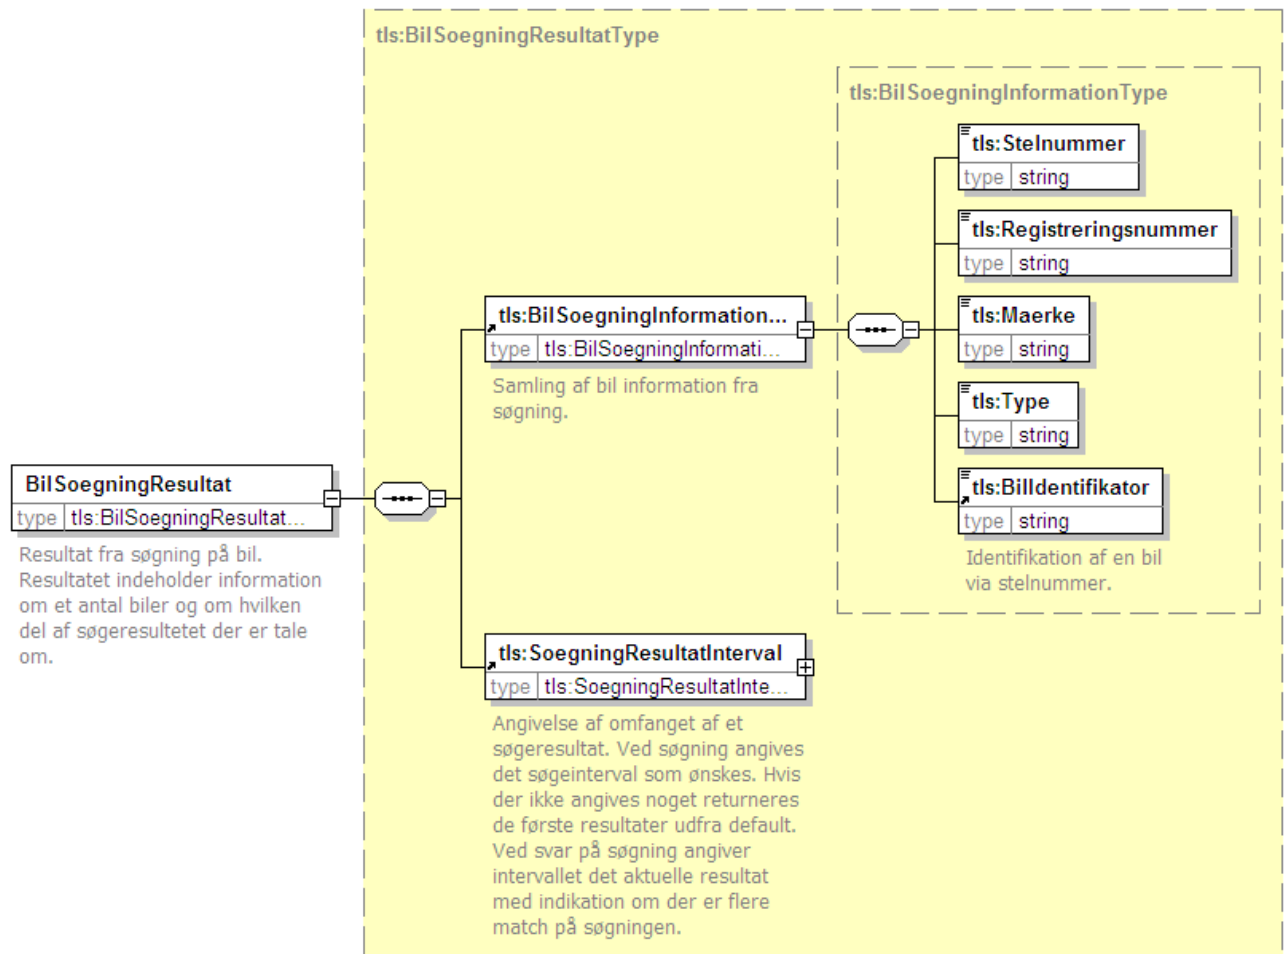 tls:BilSoegningResultatType
tls:BilSoegningInformationType
tls:Stelnummer
type string
tls:Registreringsnummer
type string
tls:BilSoegningInformation...
type tls:BilSoegningInformati...
Samling af bil information fra
søgning.
tls:Maerke
type string
tls:Type
type string
tls:BilIdentifikator
type string
Identifikation af en bil
via stelnummer.
BilSoegningResultat
type tls:BilSoegningResultat...
Resultat fra søgning på bil.
Resultatet indeholder information
om et antal biler og om hvilken
del af søgeresultetet der er tale
om.
tls:SoegningResultatInterval
type tls:SoegningResultatInte...
Angivelse af omfanget af et
søgeresultat. Ved søgning angives
det søgeinterval som ønskes. Hvis
der ikke angives noget returneres
de første resultater udfra default.
Ved svar på søgning angiver
intervallet det aktuelle resultat
med indikation om der er flere
match på søgningen.